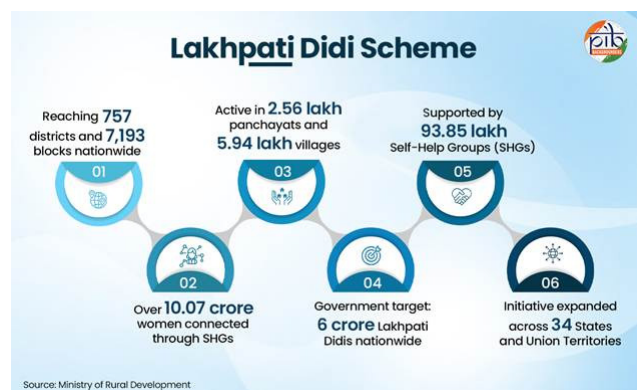 Lakhpati Didi Scheme
pib
Reaching 757
districts and 7,193
blocks nationwide
01
02
Over 10.07 crore
women connected
through SHGs
Active in 2.56 lakh
panchayats and
5.94 lakh villages
03
04
Government target:
6 crore Lakhpati
Didis nationwide
Supported by
93.85 lakh
Self-Help Groups (SHGs)
05
06
Initiative expanded
across 34 States
and Union Territories
Source: Ministry of Rural Development